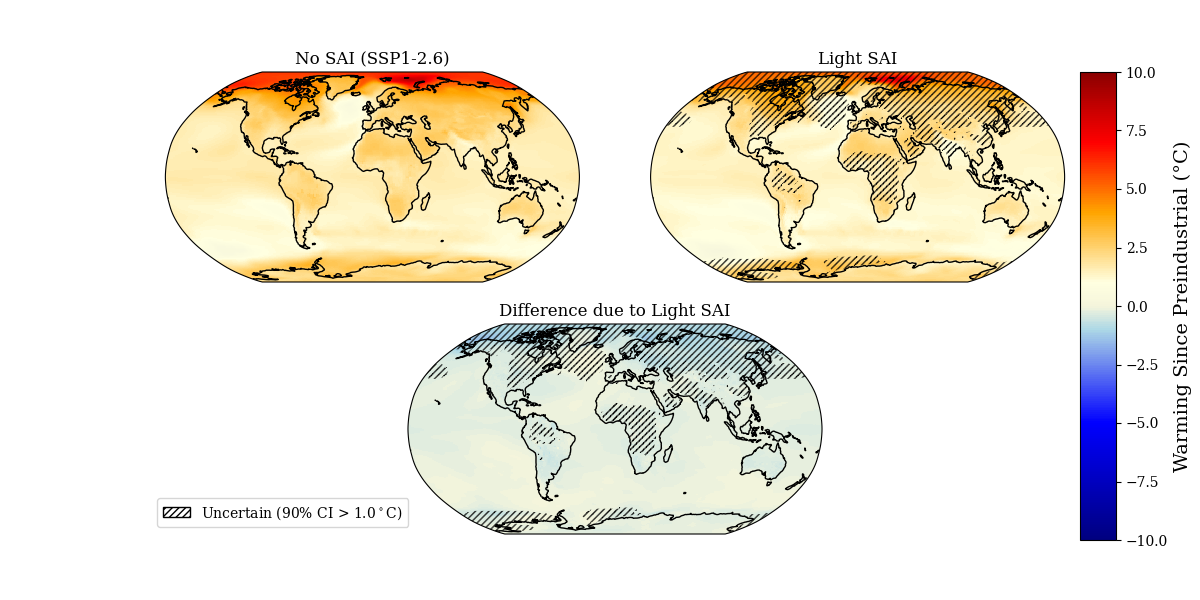 No SAI (SSP1-2.6)
Light SAI
Difference due to Light SAI
Uncertain (90% CI > 1.0°C)
10.0
7.5
5.0
2.5
0.0
−2.5
−5.0
−7.5
−10.0
Warming Since Preindustrial (°C)